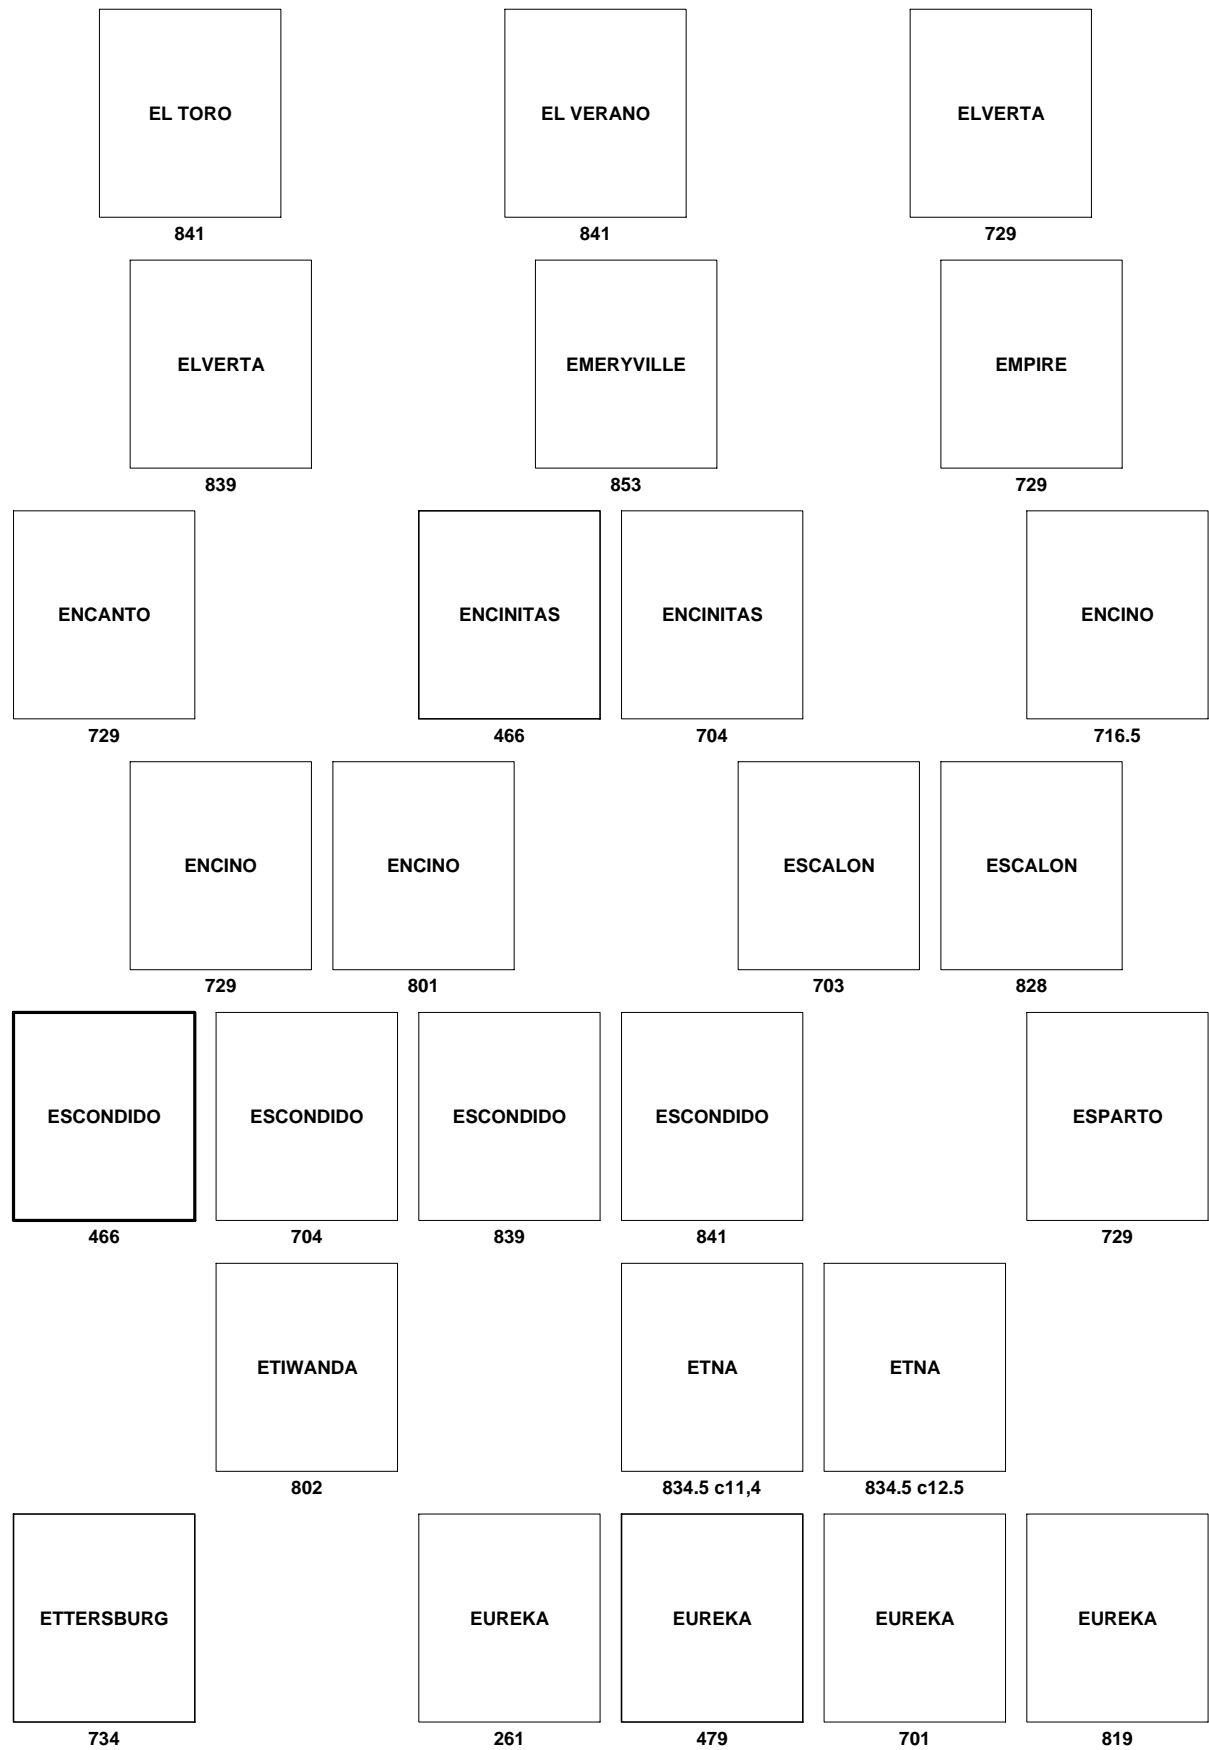 EL TORO EL VERANO ELVERTA
841 841 729
ELVERTA EMERYVILLE EMPIRE
839 853 729
ENCANTO ENCINITAS ENCINITAS ENCINO
729 466 704 716.5
ENCINO ENCINO ESCALON ESCALON
729 801 703 828
ESCONDIDO ESCONDIDO ESCONDIDO ESCONDIDO ESPARTO
466 704 839 841 729
ETIWANDA ETNA ETNA
802 834.5 c11,4 834.5 c12.5
ETTERSBURG EUREKA EUREKA EUREKA EUREKA
734 261 479 701 819